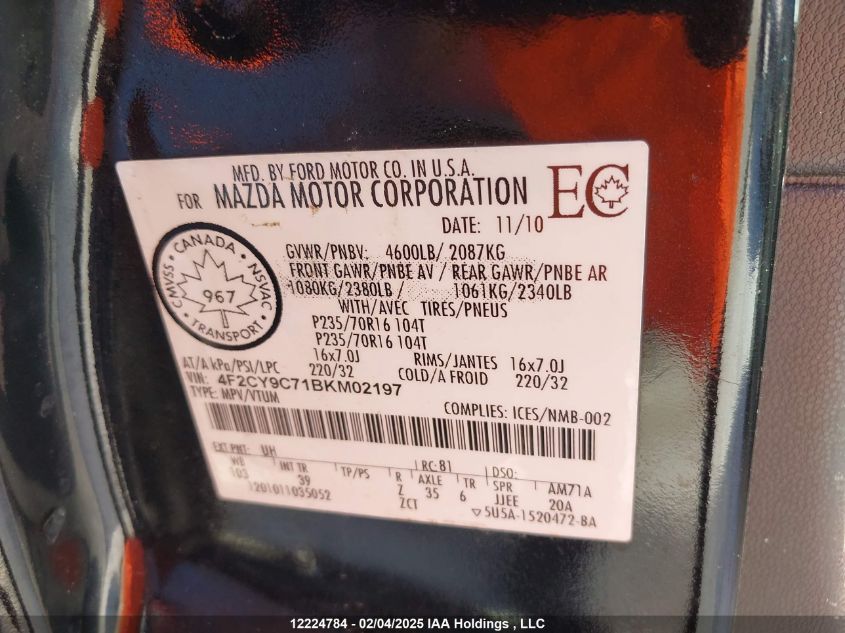 MFD. BY FORD MOTOR CO. IN U.S.A.
FOR MAZDA MOTOR CORPORATION
EC
DATE: 11/10
CANADA
CMVSS 967 NSVAC
TRANSPORT
GVWR/PNBV: 4600LB/ 2087KG
FRONT GAWR/PNBE AV / REAR GAWR/PNBE AR
1080KG/2380LB / 1061KG/2340LB
WITH/AVEC TIRES/PNEUS
P235/70R16 104T
P235/70R16 104T
16x7.0J RIMS/JANTES 16x7.0J
AT/A kPa/PSI/LPC 220/32 COLD/A FROID 220/32
VIN: 4F2CY9C71BKM02197
TYPE: MPV/VTUM
COMPLIES: ICES/NMB-002
EXT PNT: UH RC:81 DSO:
WB INT TR TP/PS R AXLE TR SPR AM71A
103 39 Z 35 6 JJEE 20A
1201011035052 ZCT ▽5U5A-1520472-BA
12224784 - 02/04/2025 IAA Holdings , LLC